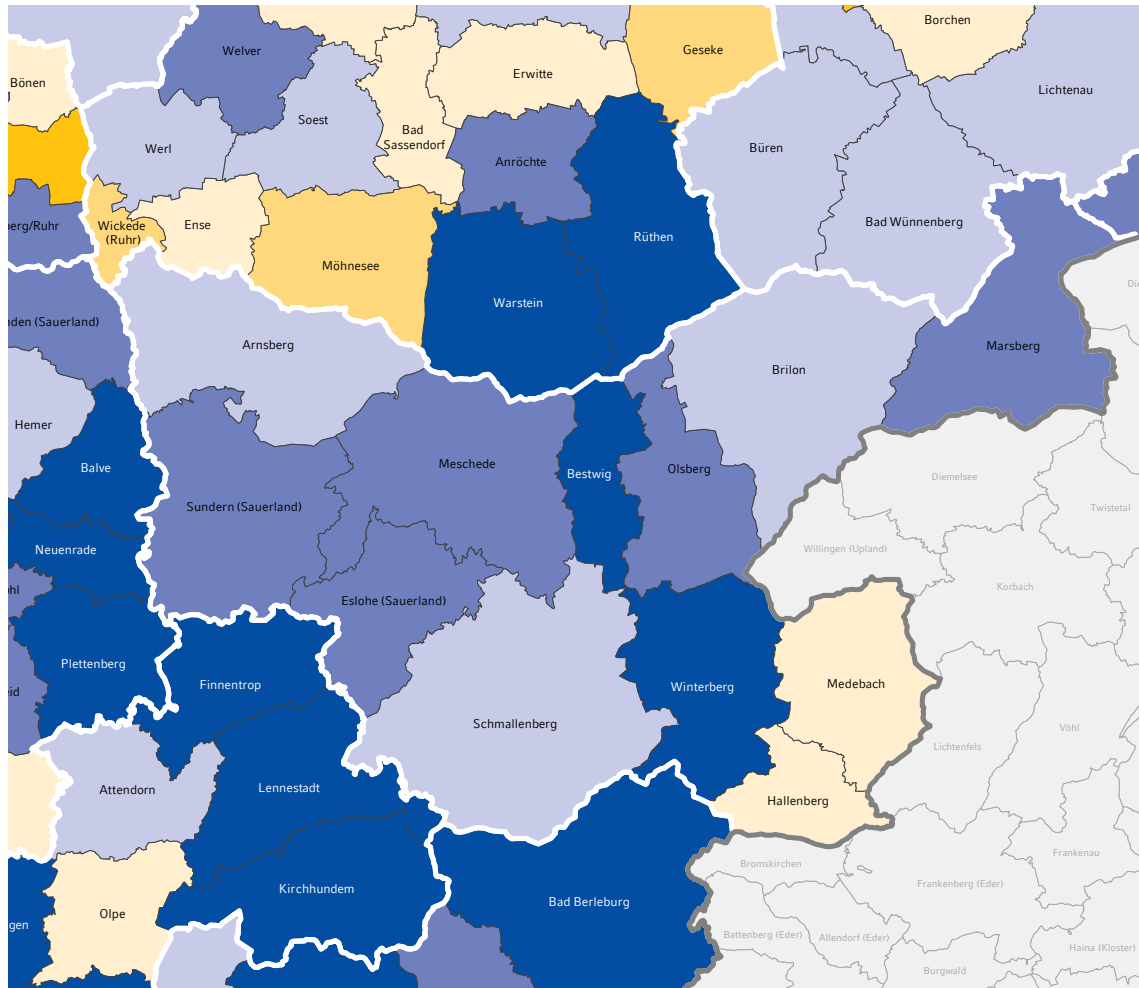 Borchen
Welver
Geseke
Erwitte
Bönen
Lichtenau
Soest
Bad
Sassendorf
Werl
Büren
Anröchte
Bad Wünnenberg
Ense
Wickede
(Ruhr)
berg/Ruhr
Rüthen
Möhnesee
Warstein
nden (Sauerland)
Arnsberg
Marsberg
Brilon
Hemer
Balve
Meschede
Bestwig
Olsberg
Diemelsee
Sundern (Sauerland)
Twistetal
Neuenrade
Willingen (Upland)
Korbach
ohl
Eslohe (Sauerland)
Plettenberg
Finnentrop
Winterberg
Medebach
eid
Schmallenberg
Vöhl
Lichtenfels
Attendorn
Lennestadt
Hallenberg
Frankenau
Bromskirchen
Frankenberg (Eder)
Kirchhundem
Bad Berleburg
Olpe
gen
Battenberg (Eder)
Allendorf (Eder)
Haina (Kloster)
Burgwald